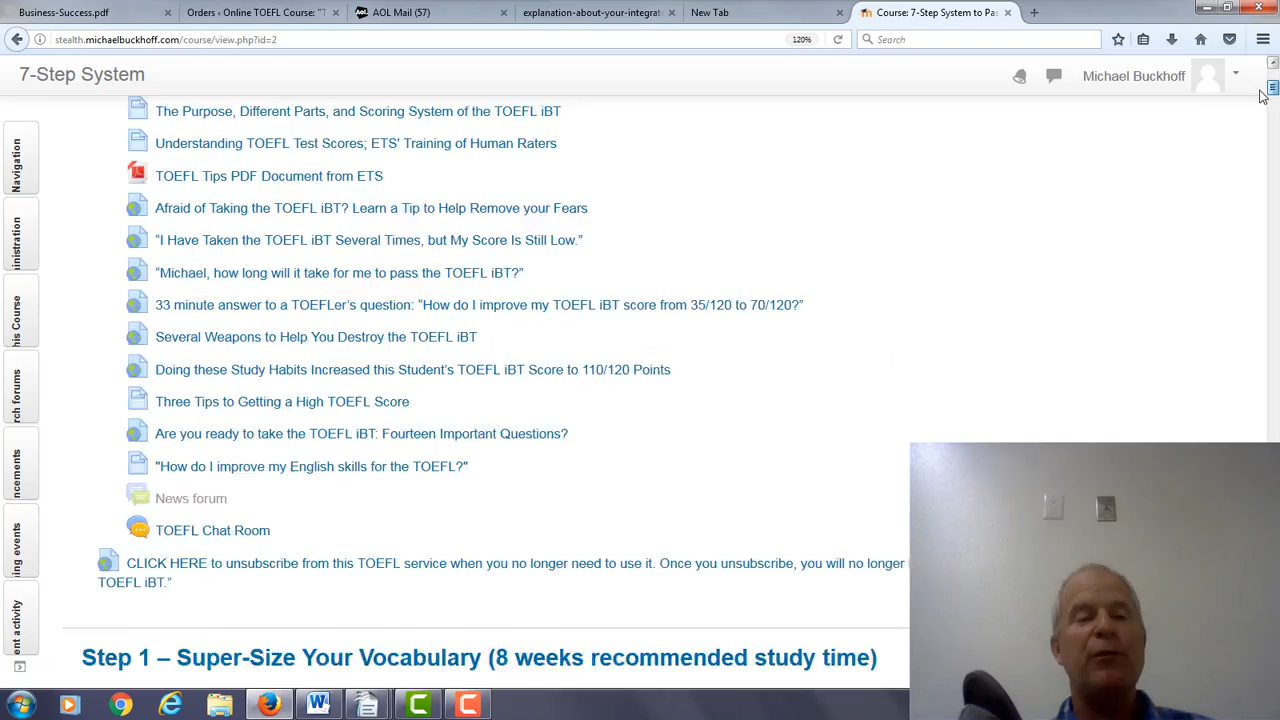 Business-Success.pdf
Orders ‹ Online TOEFL Course: "T
AOL Mail (57)
explanation-about-your-integrat
New Tab
Course: 7-Step System to Pas
stealth.michaelbuckhoff.com/course/view.php?id=2
120%
Search
7-Step System
Michael Buckhoff
Navigation
ministration
his Course
rch forums
ncements
ing events
ent activity
The Purpose, Different Parts, and Scoring System of the TOEFL iBT
Understanding TOEFL Test Scores; ETS' Training of Human Raters
TOEFL Tips PDF Document from ETS
Afraid of Taking the TOEFL iBT? Learn a Tip to Help Remove your Fears
“I Have Taken the TOEFL iBT Several Times, but My Score Is Still Low.”
“Michael, how long will it take for me to pass the TOEFL iBT?”
33 minute answer to a TOEFLer’s question: “How do I improve my TOEFL iBT score from 35/120 to 70/120?”
Several Weapons to Help You Destroy the TOEFL iBT
Doing these Study Habits Increased this Student’s TOEFL iBT Score to 110/120 Points
Three Tips to Getting a High TOEFL Score
Are you ready to take the TOEFL iBT: Fourteen Important Questions?
"How do I improve my English skills for the TOEFL?"
News forum
TOEFL Chat Room
CLICK HERE to unsubscribe from this TOEFL service when you no longer need to use it. Once you unsubscribe, you will no longer
TOEFL iBT.”
Step 1 – Super-Size Your Vocabulary (8 weeks recommended study time)